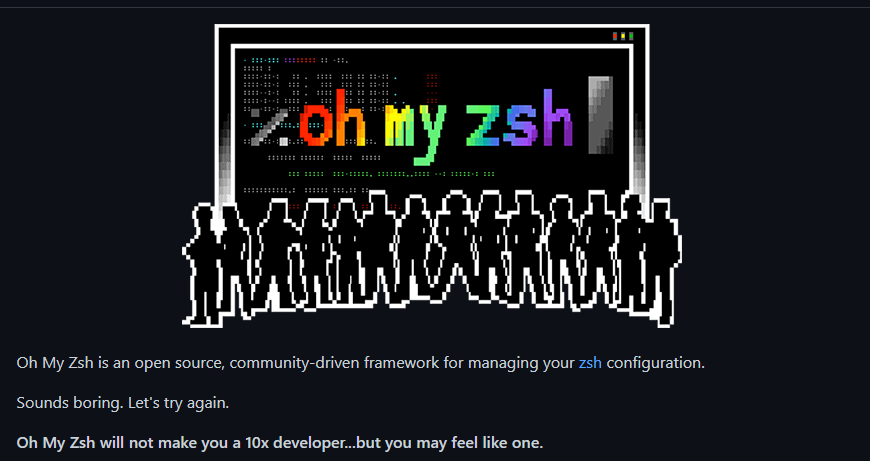 % oh my zsh
Oh My Zsh is an open source, community-driven framework for managing your zsh configuration.
Sounds boring. Let's try again.
Oh My Zsh will not make you a 10x developer...but you may feel like one.